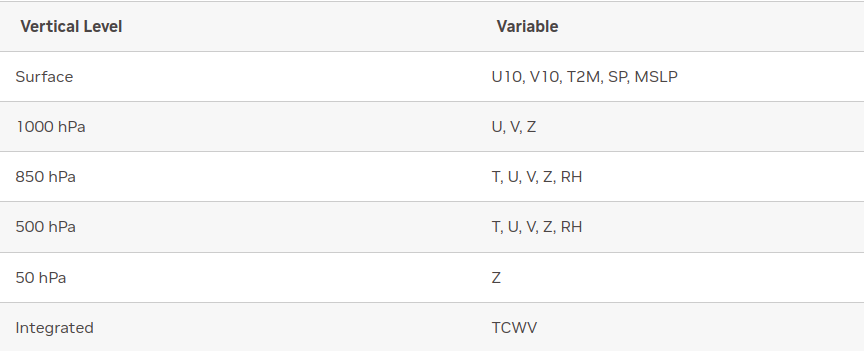 Vertical Level Variable
Surface U10, V10, T2M, SP, MSLP
1000 hPa U, V, Z
850 hPa T, U, V, Z, RH
500 hPa T, U, V, Z, RH
50 hPa Z
Integrated TCWV